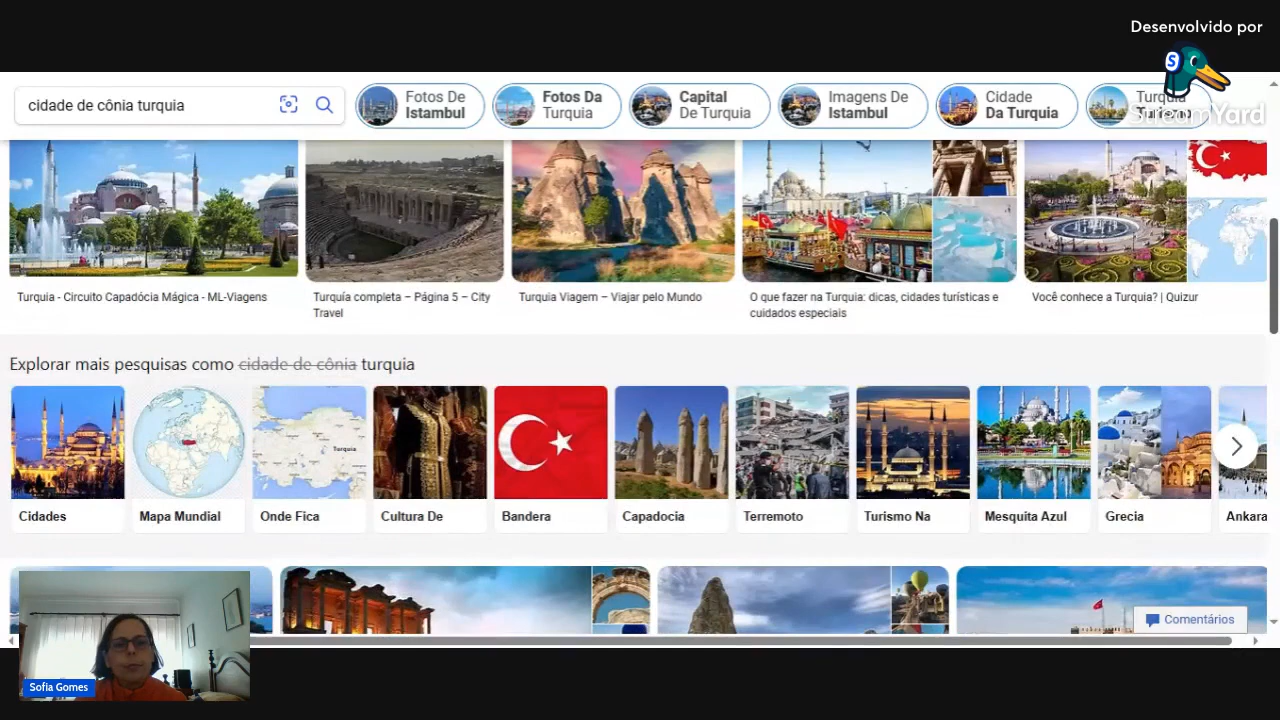 Desenvolvido por
StreamYard
cidade de cônia turquia
Fotos De
Istambul
Fotos Da
Turquia
Capital
De Turquia
Imagens De
Istambul
Cidade
Da Turquia
Turquia
Turismo
Turquia - Circuito Capadócia Mágica - ML-Viagens
Turquía completa – Página 5 – City
Travel
Turquia Viagem – Viajar pelo Mundo
O que fazer na Turquia: dicas, cidades turísticas e
cuidados especiais
Você conhece a Turquia? | Quizur
Explorar mais pesquisas como cidade de cônia turquia
Turquia
Cidades
Mapa Mundial
Onde Fica
Cultura De
Bandera
Capadocia
Terremoto
Turismo Na
Mesquita Azul
Grecia
Ankara
Comentários
Sofia Gomes